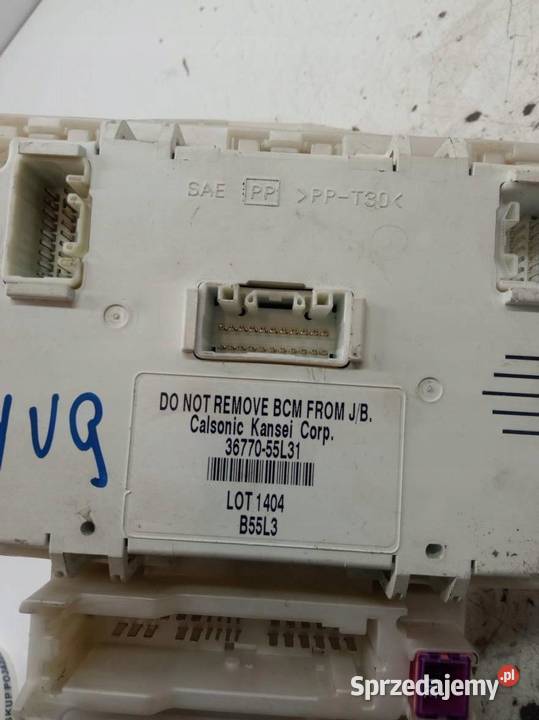 SAE PP >PP-T30<
DO NOT REMOVE BCM FROM J/B.
Calsonic Kansei Corp.
36770-55L31
LOT 1404
B55L3
Sprzedajemy.pl